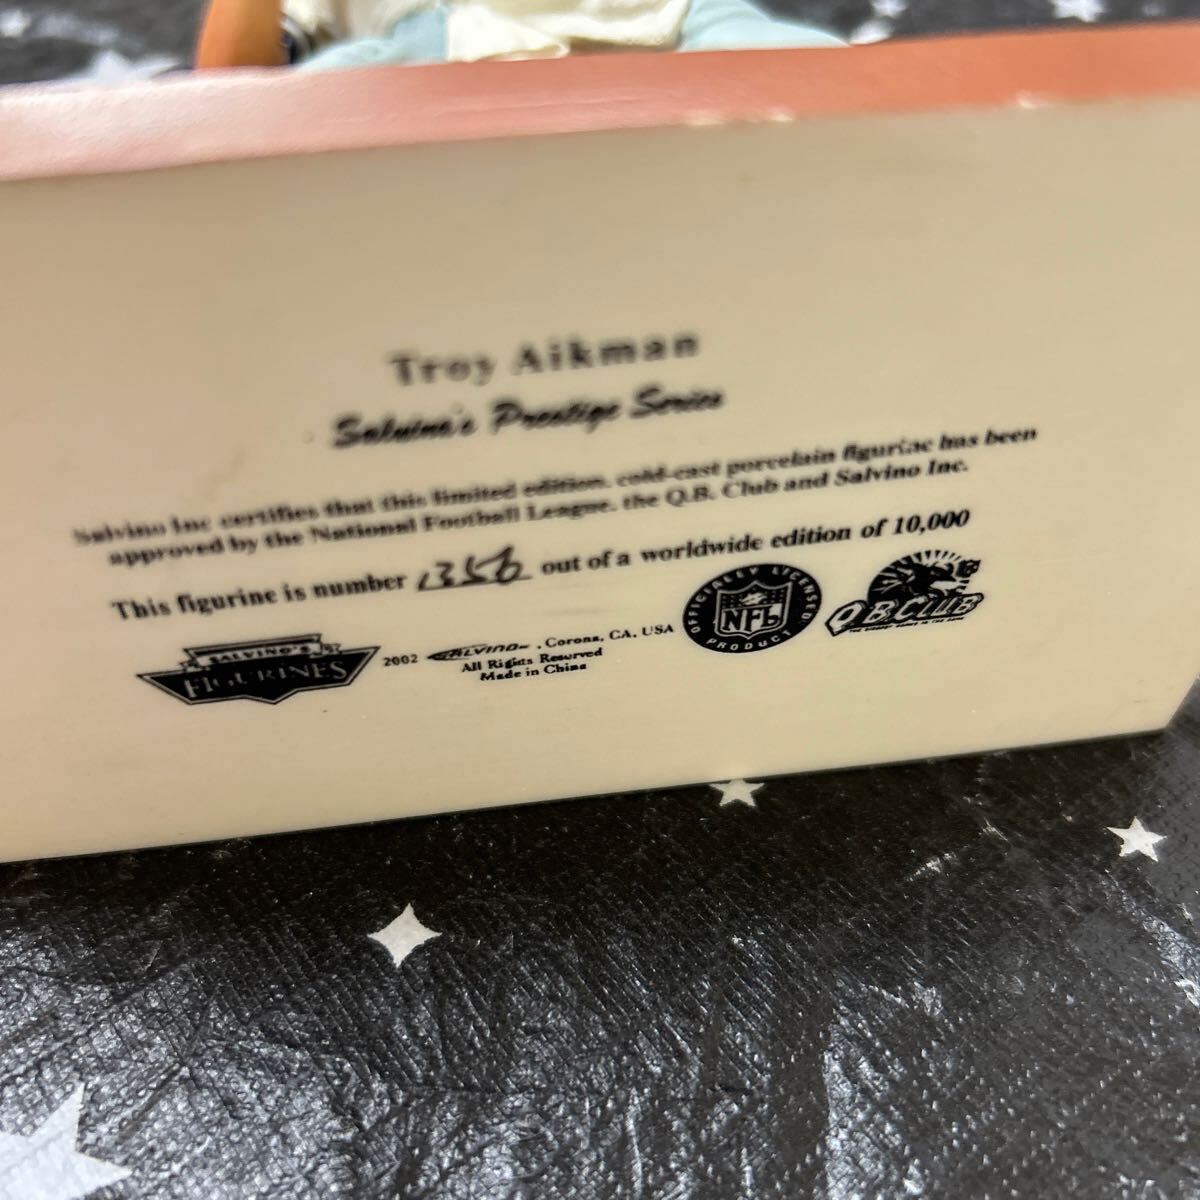 Troy Aikman
Salvino's Prestige Series
Salvino Inc certifies that this limited edition, cold-cast porcelain figurine has been
approved by the National Football League, the Q.B. Club and Salvino Inc.
This figurine is number 1356 out of a worldwide edition of 10,000
SALVINO'S
FIGURINES
2002 SALVINO , Corona, CA, USA
All Rights Reserved
Made in China
OFFICIALLY LICENSED
NFL
PRODUCT
Q.B.CLUB